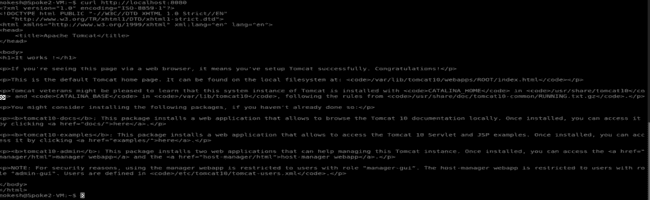 mokesh@Spoke2-VM:~$ curl http://localhost:8080
<?xml version="1.0" encoding="ISO-8859-1"?>
<!DOCTYPE html PUBLIC "-//W3C//DTD XHTML 1.0 Strict//EN"
"http://www.w3.org/TR/xhtml1/DTD/xhtml1-strict.dtd">
<html xmlns="http://www.w3.org/1999/xhtml" xml:lang="en" lang="en">
<head>
<title>Apache Tomcat</title>
</head>
<body>
<h1>It works !</h1>
<p>If you're seeing this page via a web browser, it means you've setup Tomcat successfully. Congratulations!</p>
<p>This is the default Tomcat home page. It can be found on the local filesystem at: <code>/var/lib/tomcat10/webapps/ROOT/index.html</code></p>
<p>Tomcat veterans might be pleased to learn that this system instance of Tomcat is installed with <code>CATALINA_HOME</code> in <code>/usr/share/tomcat10</co
de> and <code>CATALINA_BASE</code> in <code>/var/lib/tomcat10</code>, following the rules from <code>/usr/share/doc/tomcat10-common/RUNNING.txt.gz</code>.</p>
<p>You might consider installing the following packages, if you haven't already done so:</p>
<p><b>tomcat10-docs</b>: This package installs a web application that allows to browse the Tomcat 10 documentation locally. Once installed, you can access it
by clicking <a href="docs/">here</a>.</p>
<p><b>tomcat10-examples</b>: This package installs a web application that allows to access the Tomcat 10 Servlet and JSP examples. Once installed, you can acc
ess it by clicking <a href="examples/">here</a>.</p>
<p><b>tomcat10-admin</b>: This package installs two web applications that can help managing this Tomcat instance. Once installed, you can access the <a href="
manager/html">manager webapp</a> and the <a href="host-manager/html">host-manager webapp</a>.</p>
<p>NOTE: For security reasons, using the manager webapp is restricted to users with role "manager-gui". The host-manager webapp is restricted to users with ro
le "admin-gui". Users are defined in <code>/etc/tomcat10/tomcat-users.xml</code>.</p>
</body>
</html>
mokesh@Spoke2-VM:~$